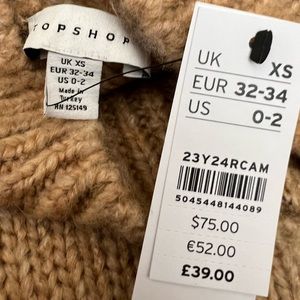 TOPSHOP
UK XS
EUR 32-34
US 0-2
Made in
Turkey
RN 125149
UK XS
EUR 32-34
US 0-2
23Y24RCAM
5045448144089
$75.00
€52.00
£39.00